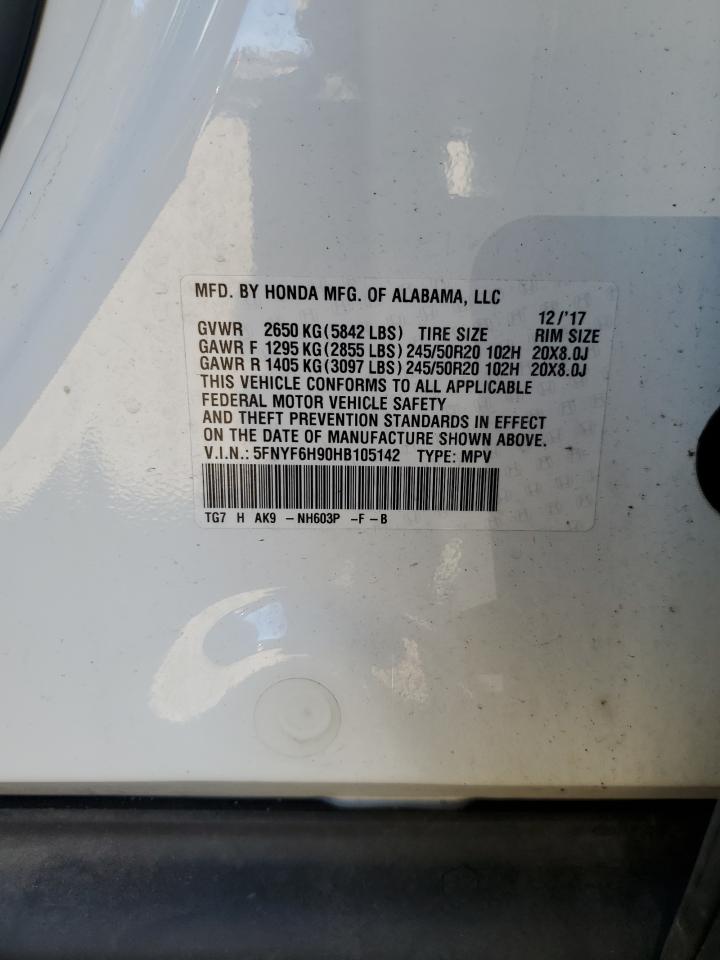 MFD. BY HONDA MFG. OF ALABAMA, LLC
12/'17
GVWR 2650 KG (5842 LBS) TIRE SIZE RIM SIZE
GAWR F 1295 KG (2855 LBS) 245/50R20 102H 20X8.0J
GAWR R 1405 KG (3097 LBS) 245/50R20 102H 20X8.0J
THIS VEHICLE CONFORMS TO ALL APPLICABLE
FEDERAL MOTOR VEHICLE SAFETY
AND THEFT PREVENTION STANDARDS IN EFFECT
ON THE DATE OF MANUFACTURE SHOWN ABOVE.
V.I.N.: 5FNYF6H90HB105142 TYPE: MPV
TG7 H AK9 -NH603P -F-B